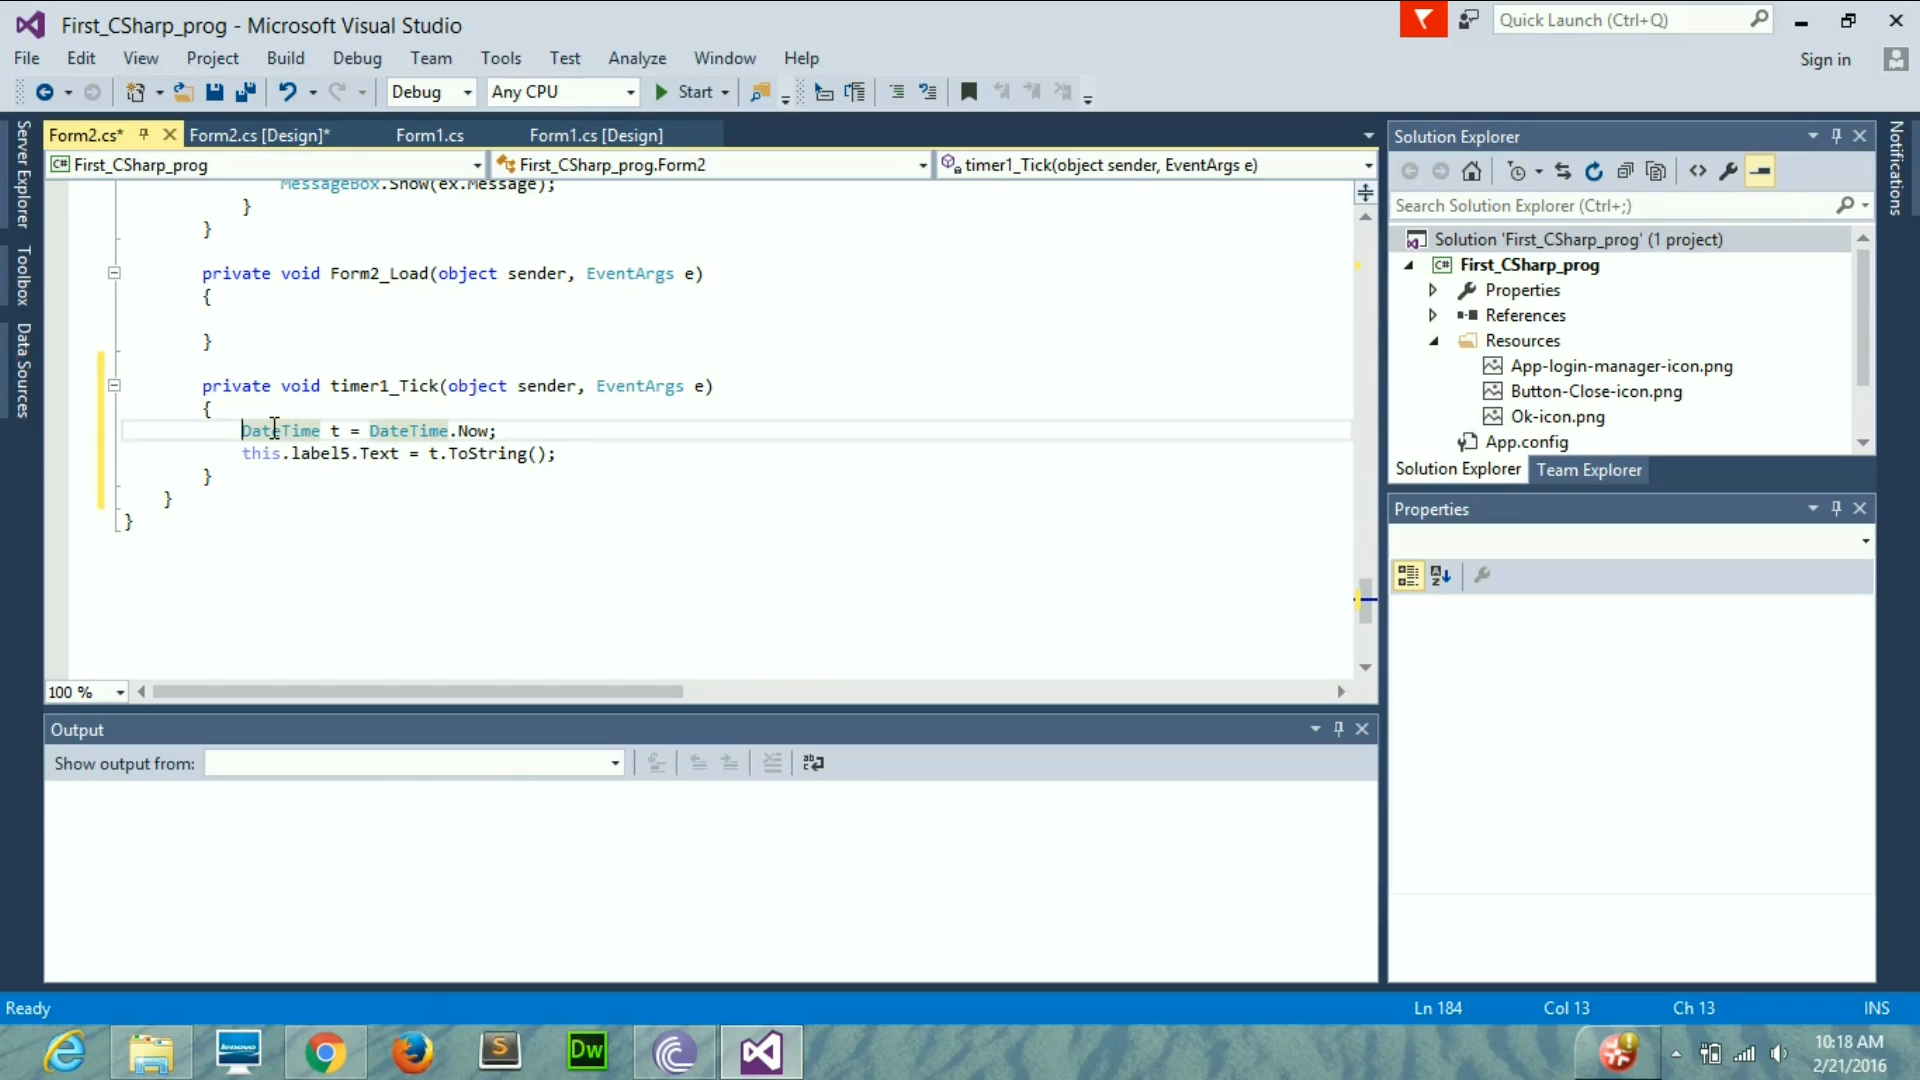 First_CSharp_prog - Microsoft Visual Studio
Quick Launch (Ctrl+Q)
File Edit View Project Build Debug Team Tools Test Analyze Window Help
Sign in
Debug Any CPU Start
Form2.cs* Form2.cs [Design]* Form1.cs Form1.cs [Design]
First_CSharp_prog First_CSharp_prog.Form2 timer1_Tick(object sender, EventArgs e)
MessageBox.Show(ex.Message);
}
}
private void Form2_Load(object sender, EventArgs e)
{
}
private void timer1_Tick(object sender, EventArgs e)
{
DateTime t = DateTime.Now;
this.label5.Text = t.ToString();
}
}
}
100 %
Output
Show output from:
Server Explorer
Toolbox
Data Sources
Solution Explorer
Search Solution Explorer (Ctrl+;)
Solution 'First_CSharp_prog' (1 project)
C# First_CSharp_prog
Properties
References
Resources
App-login-manager-icon.png
Button-Close-icon.png
Ok-icon.png
App.config
Solution Explorer Team Explorer
Properties
Notifications
Ready Ln 184 Col 13 Ch 13 INS
lenovo
S
Dw
10:18 AM
2/21/2016